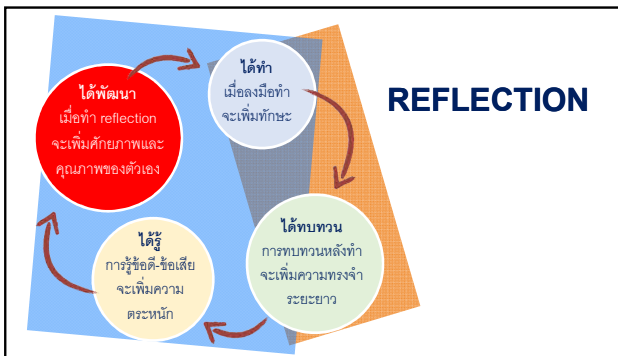 REFLECTION
ได้ทำ
เมื่อลงมือทำ
จะเพิ่มทักษะ
ได้ทบทวน
การทบทวนหลังทำ
จะเพิ่มความทรงจำ
ระยะยาว
ได้รู้
การรู้ข้อดี-ข้อเสีย
จะเพิ่มความ
ตระหนัก
ได้พัฒนา
เมื่อทำ reflection
จะเพิ่มศักยภาพและ
คุณภาพของตัวเอง